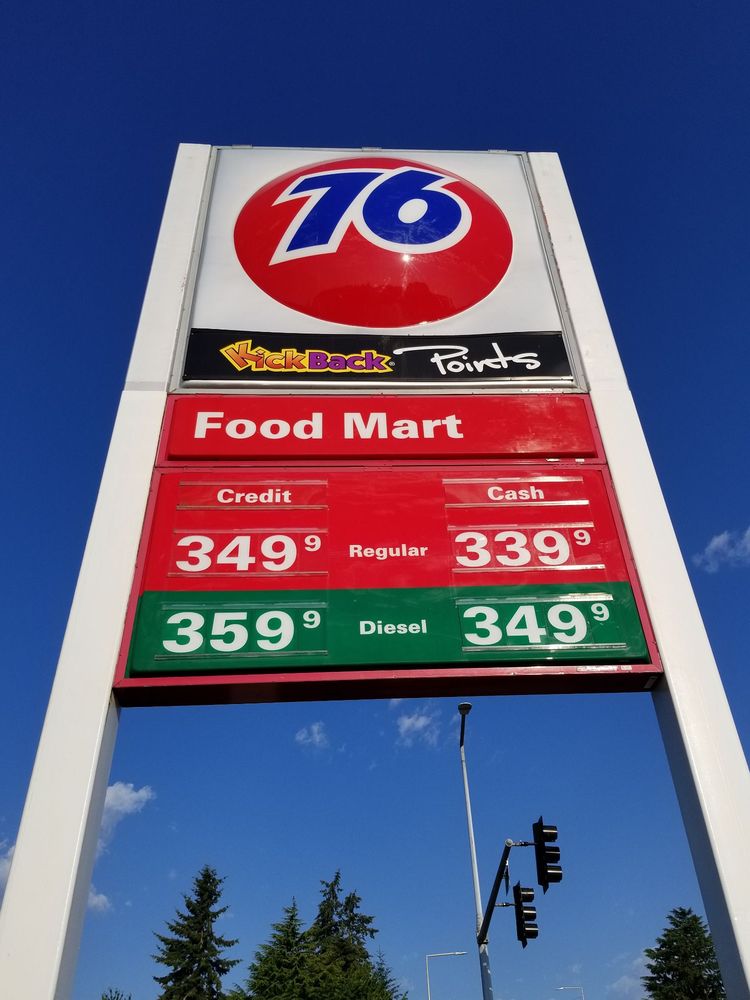 76
KickBack Points
Food Mart
Credit Cash
349 9 Regular 339 9
359 9 Diesel 349 9